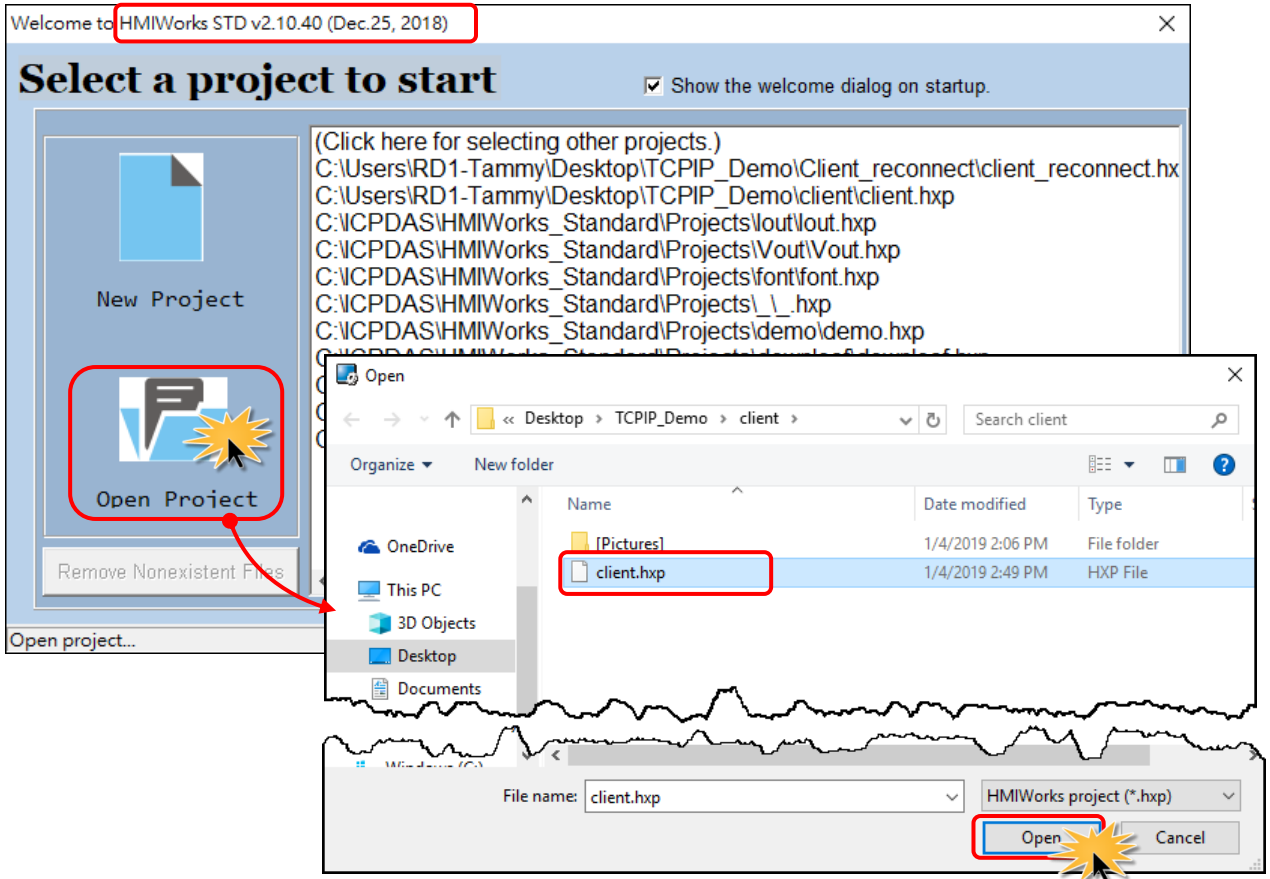 Welcome to HMIWorks STD v2.10.40 (Dec.25, 2018)
Select a project to start
Show the welcome dialog on startup.
New Project
Open Project
Remove Nonexistent Files
(Click here for selecting other projects.)
C:\Users\RD1-Tammy\Desktop\TCPIP_Demo\Client_reconnect\client_reconnect.hx
C:\Users\RD1-Tammy\Desktop\TCPIP_Demo\client\client.hxp
C:\ICPDAS\HMIWorks_Standard\Projects\Iout\Iout.hxp
C:\ICPDAS\HMIWorks_Standard\Projects\Vout\Vout.hxp
C:\ICPDAS\HMIWorks_Standard\Projects\font\font.hxp
C:\ICPDAS\HMIWorks_Standard\Projects\_\_.hxp
C:\ICPDAS\HMIWorks_Standard\Projects\demo\demo.hxp
Open project...
Open
« Desktop › TCPIP_Demo › client ›
Search client
Organize
New folder
Name Date modified Type
OneDrive
This PC
3D Objects
Desktop
Documents
[Pictures] 1/4/2019 2:06 PM File folder
client.hxp 1/4/2019 2:49 PM HXP File
File name: client.hxp
HMIWorks project (*.hxp)
Open
Cancel